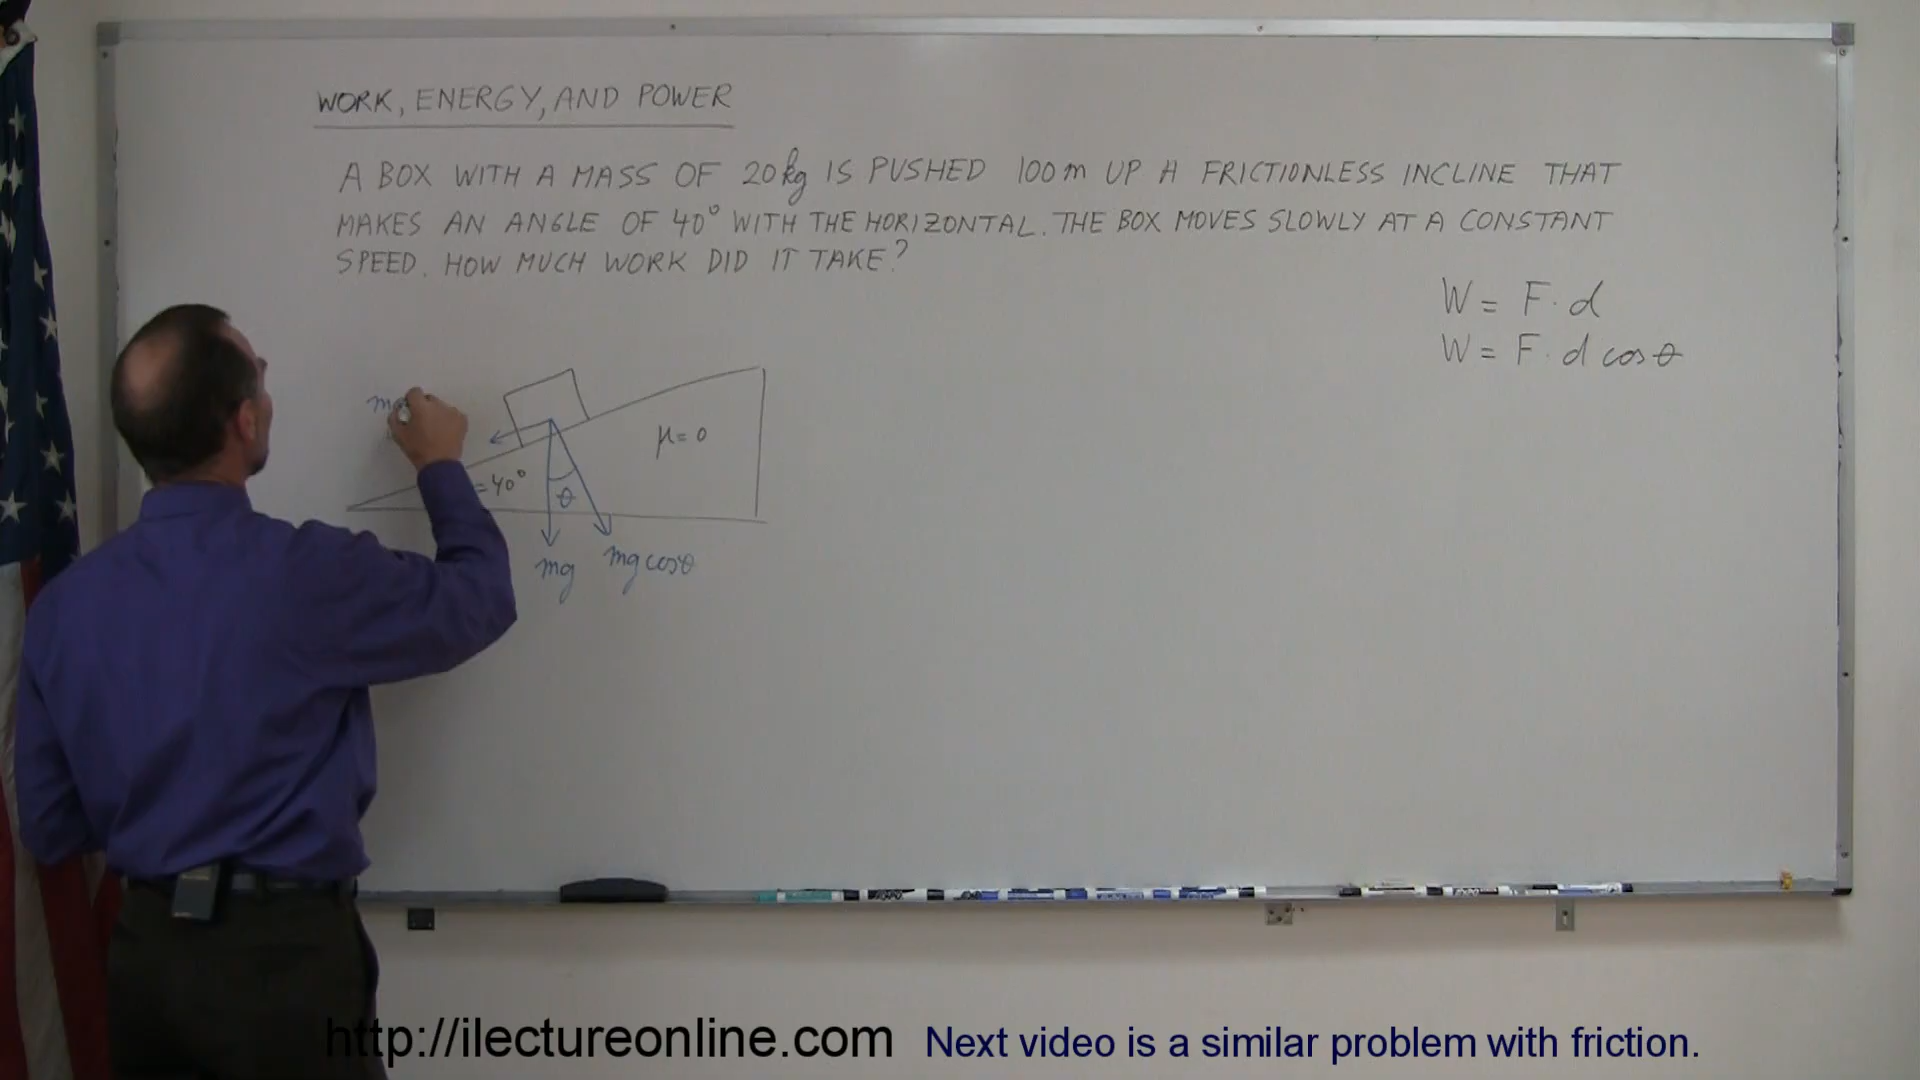 WORK, ENERGY, AND POWER
A BOX WITH A MASS OF 20kg IS PUSHED 100m UP A FRICTIONLESS INCLINE THAT
MAKES AN ANGLE OF 40° WITH THE HORIZONTAL. THE BOX MOVES SLOWLY AT A CONSTANT
SPEED. HOW MUCH WORK DID IT TAKE?
W = F · d
W = F · d cos θ
μ = 0
= 40°
θ
mg
mg cos θ
http://ilectureonline.com
Next video is a similar problem with friction.